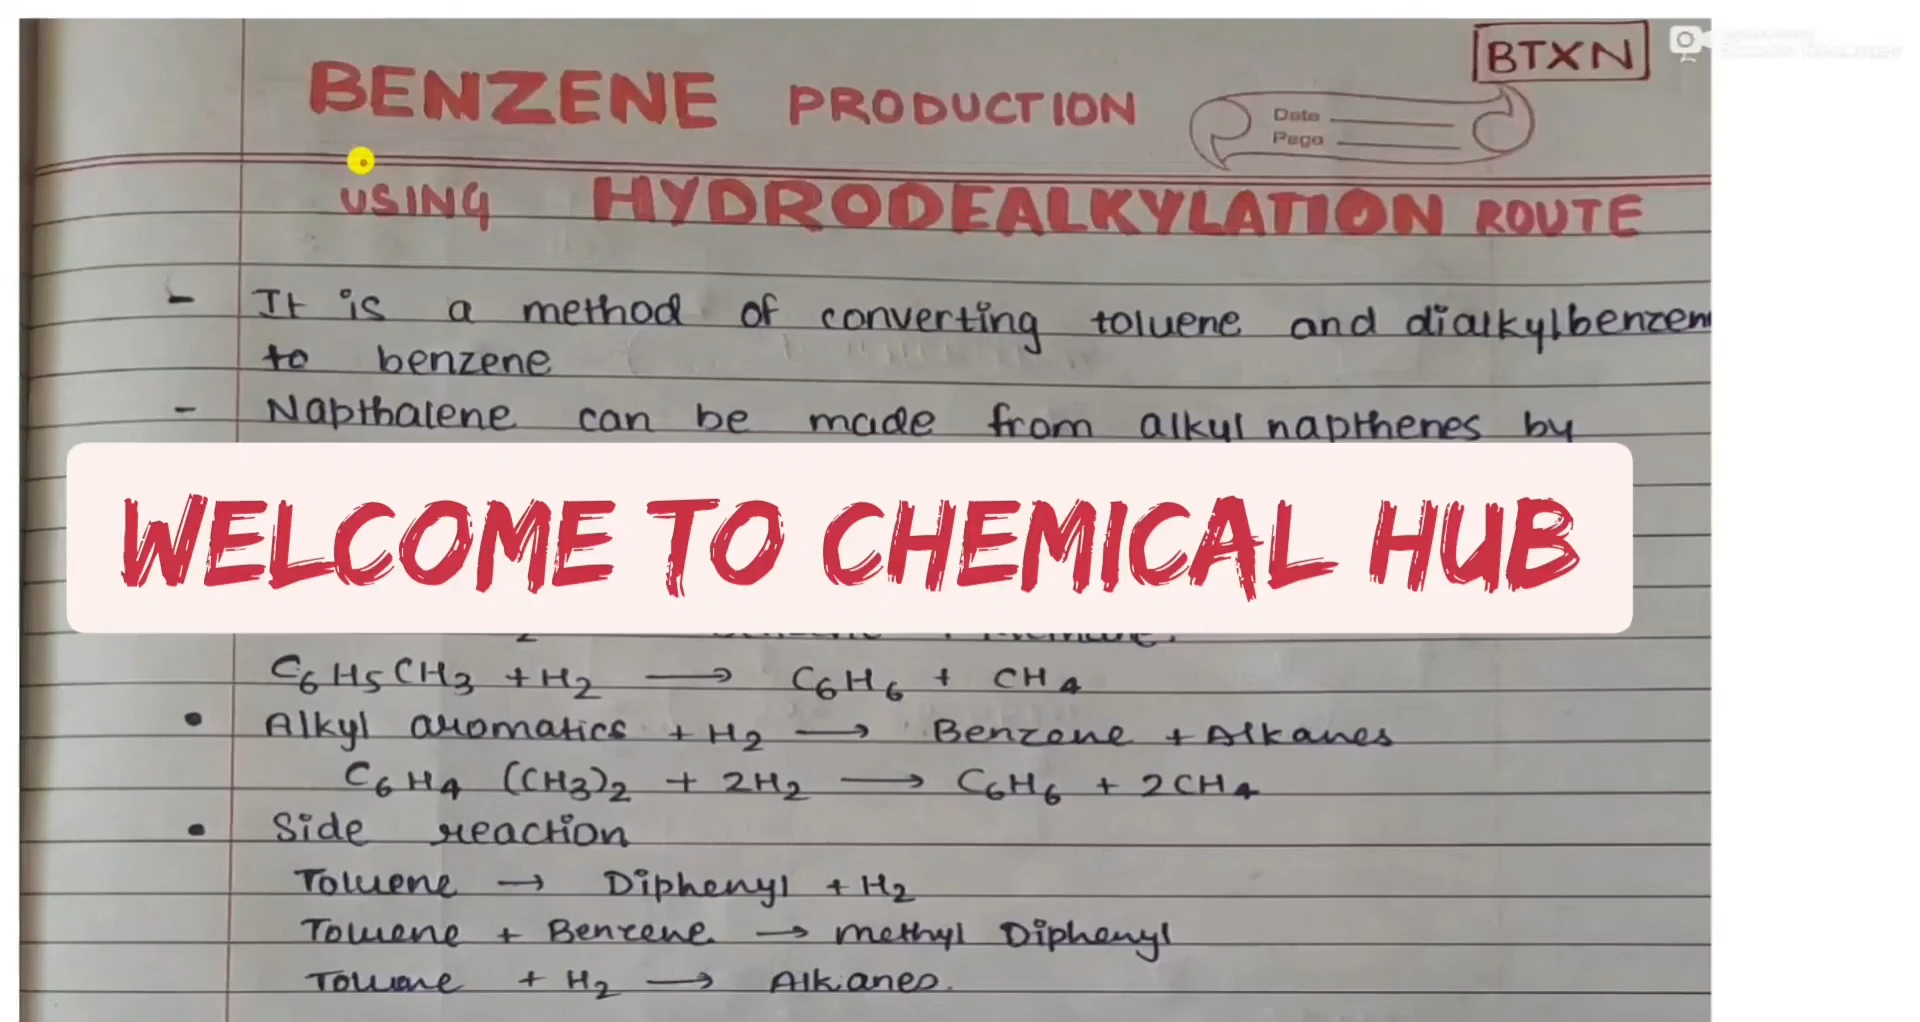 BTXN
BENZENE PRODUCTION
Date
Page
USING HYDRODEALKYLATION ROUTE
- It is a method of converting toluene and dialkylbenzen
to benzene
- Napthalene can be made from alkyl napthenes by
WELCOME TO CHEMICAL HUB
C6H5CH3 + H2 → C6H6 + CH4
• Alkyl aromatics + H2 → Benzene + Alkanes
C6H4 (CH3)2 + 2H2 → C6H6 + 2CH4
• Side reaction
Toluene → Diphenyl + H2
Toluene + Benzene → methyl Diphenyl
Toluene + H2 → Alkanes.